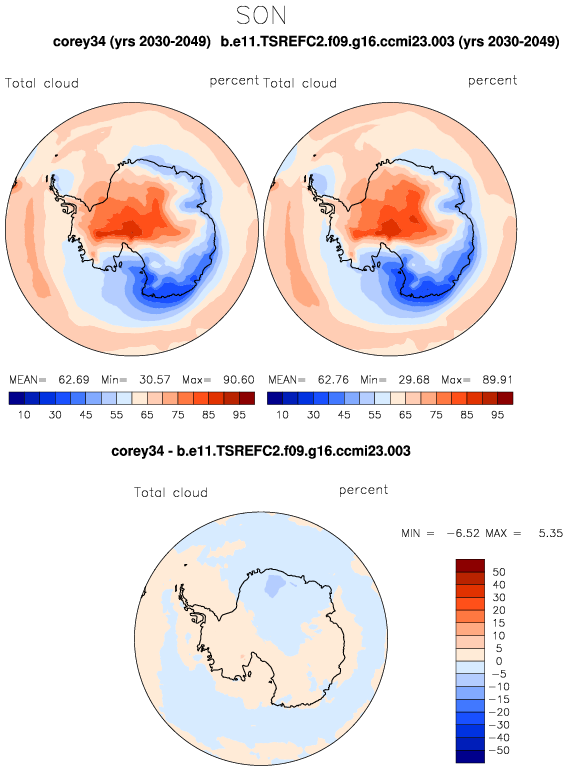 SON
corey34 (yrs 2030-2049) b.e11.TSREFC2.f09.g16.ccmi23.003 (yrs 2030-2049)
Total cloud percent Total cloud percent
MEAN= 62.69 Min= 30.57 Max= 90.60 MEAN= 62.76 Min= 29.68 Max= 89.91
10 30 45 55 65 75 85 95 10 30 45 55 65 75 85 95
corey34 - b.e11.TSREFC2.f09.g16.ccmi23.003
Total cloud percent
MIN = -6.52 MAX = 5.35
50
40
30
20
15
10
5
0
-5
-10
-15
-20
-30
-40
-50